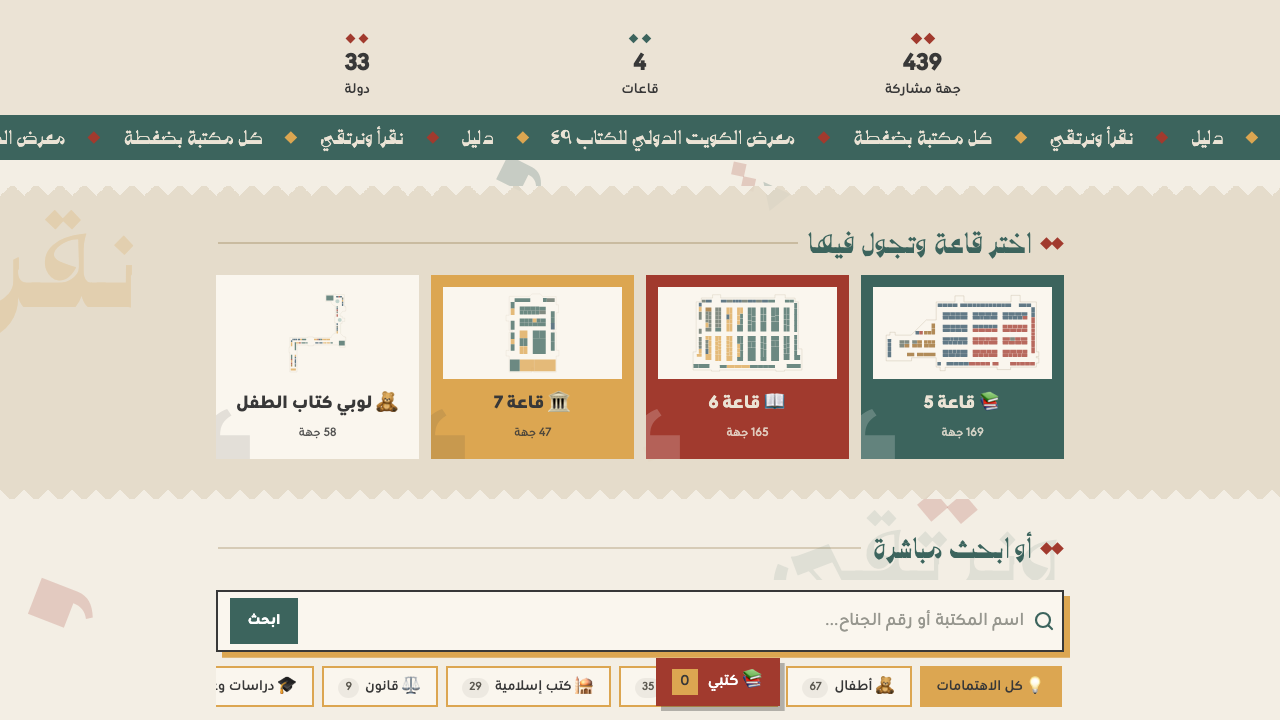 439
جهة مشاركة
4
قاعات
33
دولة
دليل
نقرأ ونرتقي
كل مكتبة بضغطة
معرض الكويت الدولي للكتاب ٤٩
دليل
نقرأ ونرتقي
كل مكتبة بضغطة
معرض
اختر قاعة وتجول فيها
نقر
قاعة 5
169 جهة
قاعة 6
165 جهة
قاعة 7
47 جهة
لوبي كتاب الطفل
58 جهة
أو ابحث مباشرة
اسم المكتبة أو رقم الجناح...
ابحث
كل الاهتمامات
أطفال 67
كتبي 0
35
كتب إسلامية 29
قانون 9
دراسات